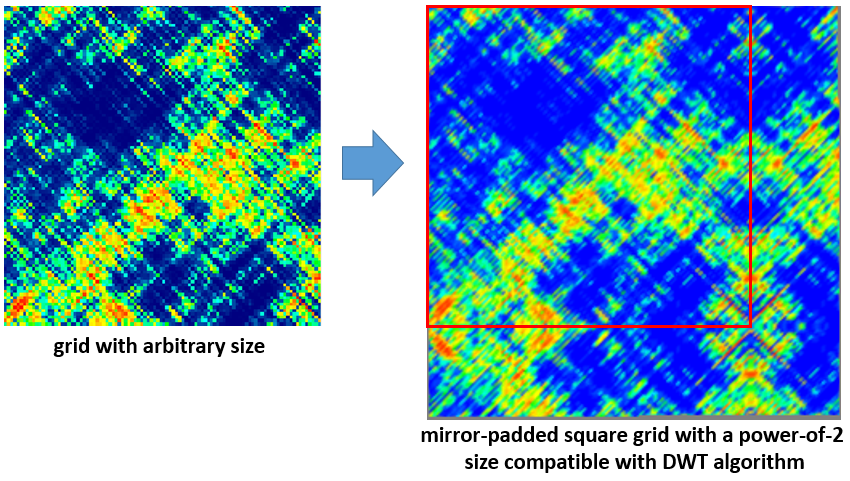 grid with arbitrary size
mirror-padded square grid with a power-of-2
size compatible with DWT algorithm